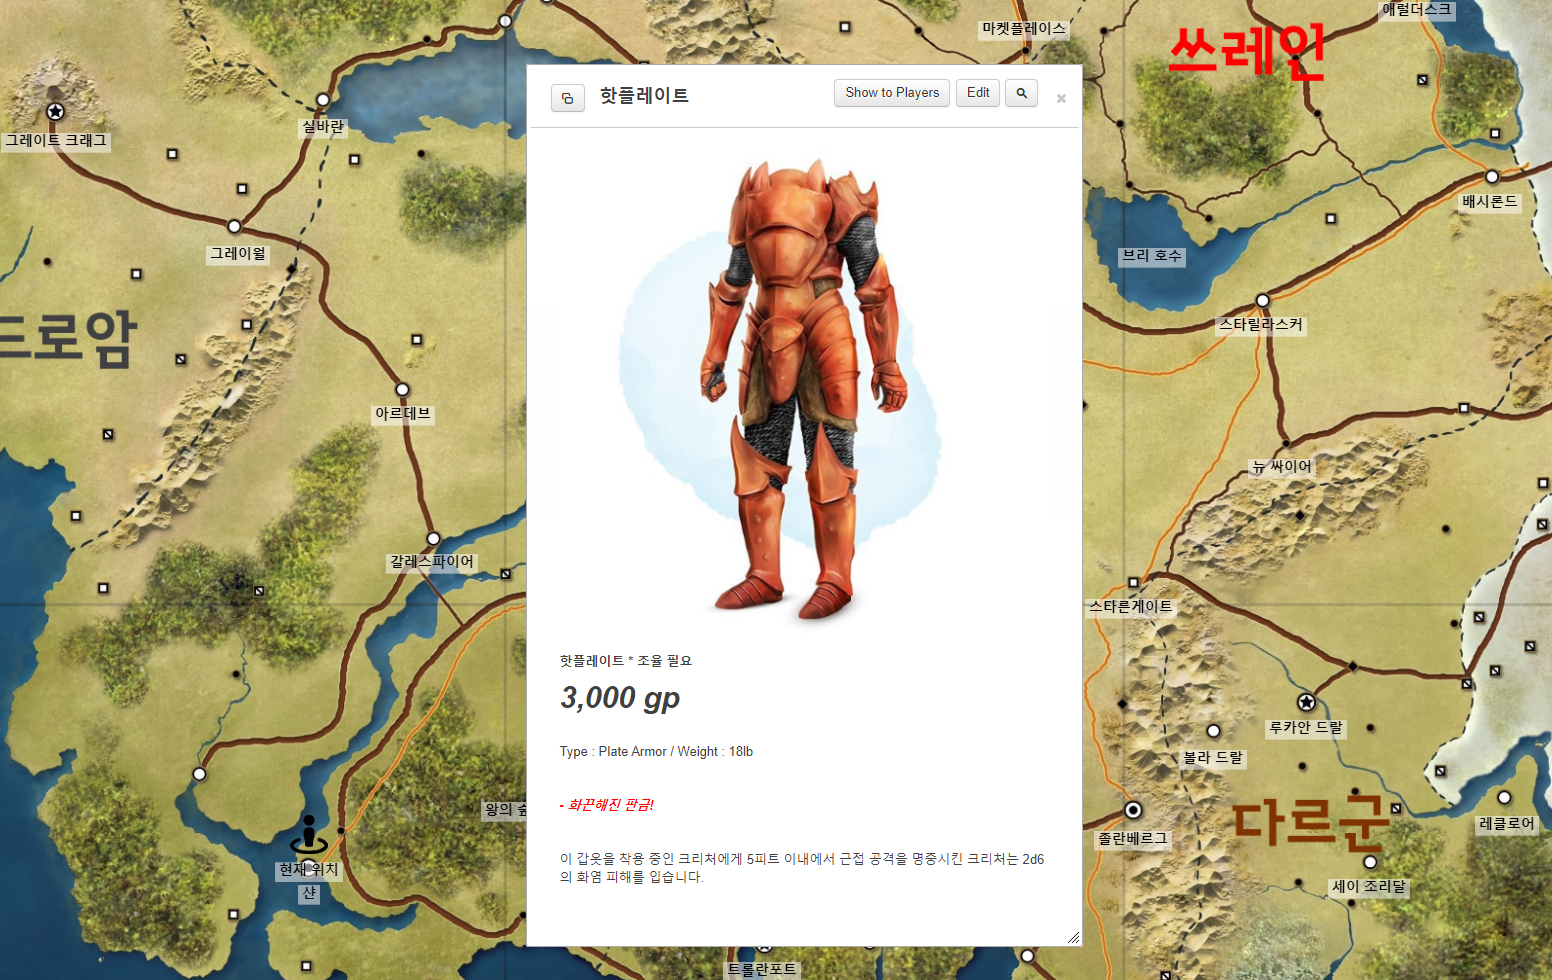 애럴더스크
마켓플레이스
쓰레인
핫플레이트
Show to Players
Edit
×
그레이트 크래그
실바란
배시론드
그레이월
브리 호수
드로암
스타릴라스커
아르데브
뉴 싸이어
갈레스파이어
스타른게이트
핫플레이트 * 조율 필요
3,000 gp
루카안 드랄
Type : Plate Armor / Weight : 18lb
볼라 드랄
- 화끈해진 판금!
왕의 숲
다르군
레클로어
졸란베르그
이 갑옷을 착용 중인 크리처에게 5피트 이내에서 근접 공격을 명중시킨 크리처는 2d6
의 화염 피해를 입습니다.
현재 위치
샨
세이 조리달
트롤란포트